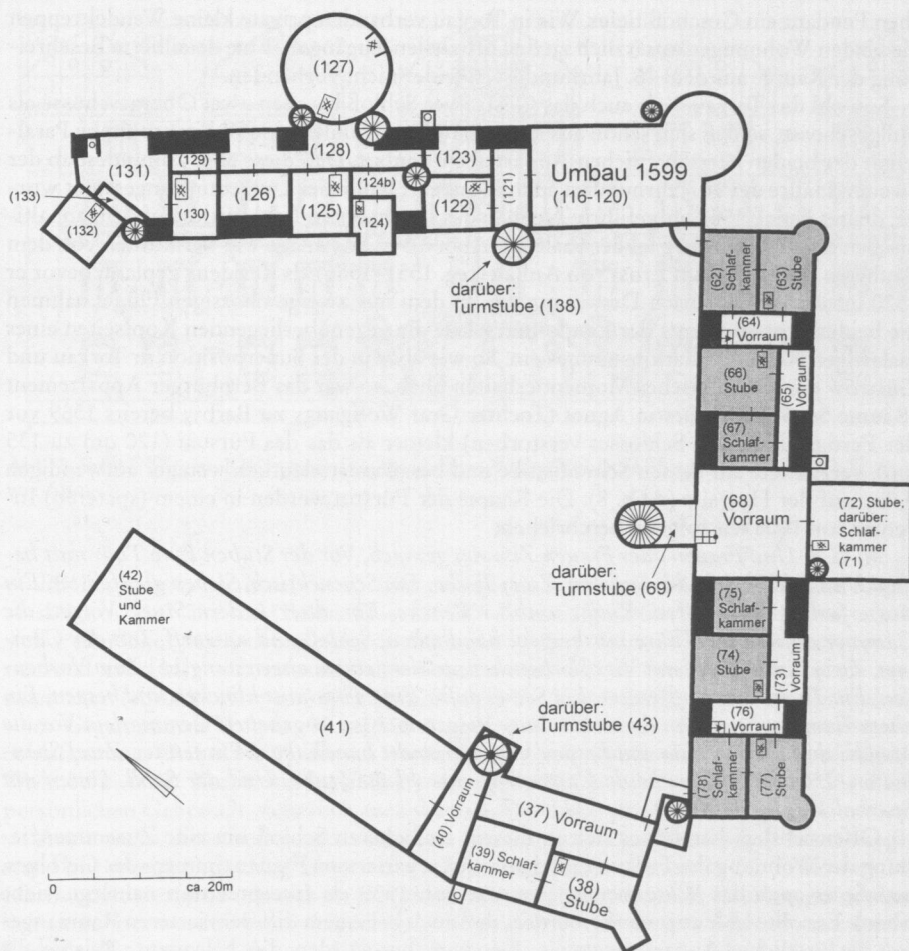 (127)
(131)
(129)
(128)
(123)
(133)
(130)
(126)
(125)
(124b)
(124)
(122)
(121)
(132)
Umbau 1599
(116-120)
darüber:
Turmstube (138)
(62)
Schlaf-
kammer
(63)
Stube
(64)
Vorraum
(66)
Stube
(65)
Vorraum
(67)
Schlaf-
kammer
(68)
Vorraum
(72) Stube;
darüber:
Schlaf-
kammer
(71)
darüber:
Turmstube (69)
(75)
Schlaf-
kammer
(74)
Stube
(73)
Vorraum
(76)
Vorraum
(78)
Schlaf-
kammer
(77)
Stube
(42)
Stube
und
Kammer
(41)
darüber:
Turmstube (43)
(40) Vorraum
(37) Vorraum
(39) Schlaf-
kammer
(38)
Stube
0
ca. 20m